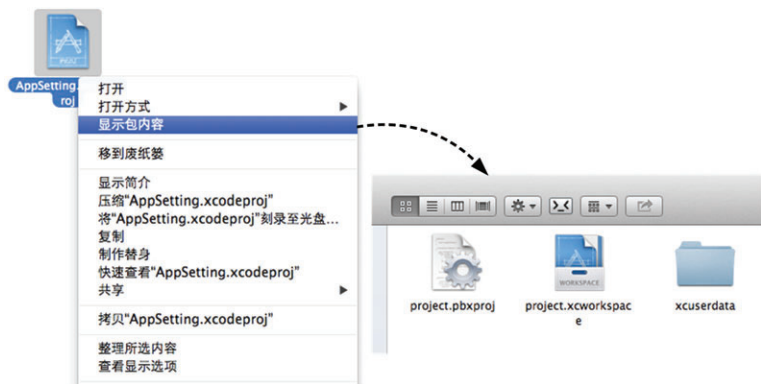 PROJ
AppSetting.
roj
打开
打开方式
显示包内容
移到废纸篓
显示简介
压缩“AppSetting.xcodeproj”
将“AppSetting.xcodeproj”刻录至光盘...
复制
制作替身
快速查看“AppSetting.xcodeproj”
共享
拷贝“AppSetting.xcodeproj”
整理所选内容
查看显示选项
WORKSPACE
project.pbxproj
project.xcworkspac
e
xcuserdata